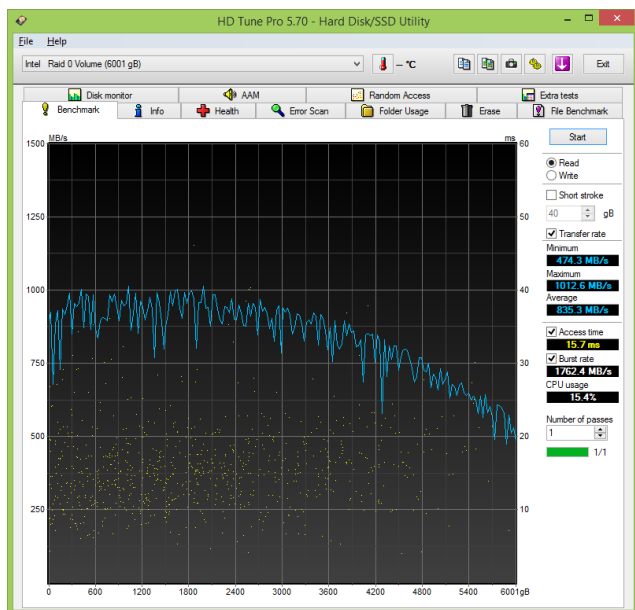 HD Tune Pro 5.70 - Hard Disk/SSD Utility
File Help
Intel Raid 0 Volume (6001 gB)
– °C
Exit
Disk monitor AAM Random Access Extra tests
Benchmark Info Health Error Scan Folder Usage Erase File Benchmark
MB/s ms
1500 60
1250 50
1000 40
750 30
500 20
250 10
0 600 1200 1800 2400 3000 3600 4200 4800 5400 6001gB
Start
Read
Write
Short stroke
40 gB
Transfer rate
Minimum
474.3 MB/s
Maximum
1012.6 MB/s
Average
835.3 MB/s
Access time
15.7 ms
Burst rate
1762.4 MB/s
CPU usage
15.4%
Number of passes
1
1/1